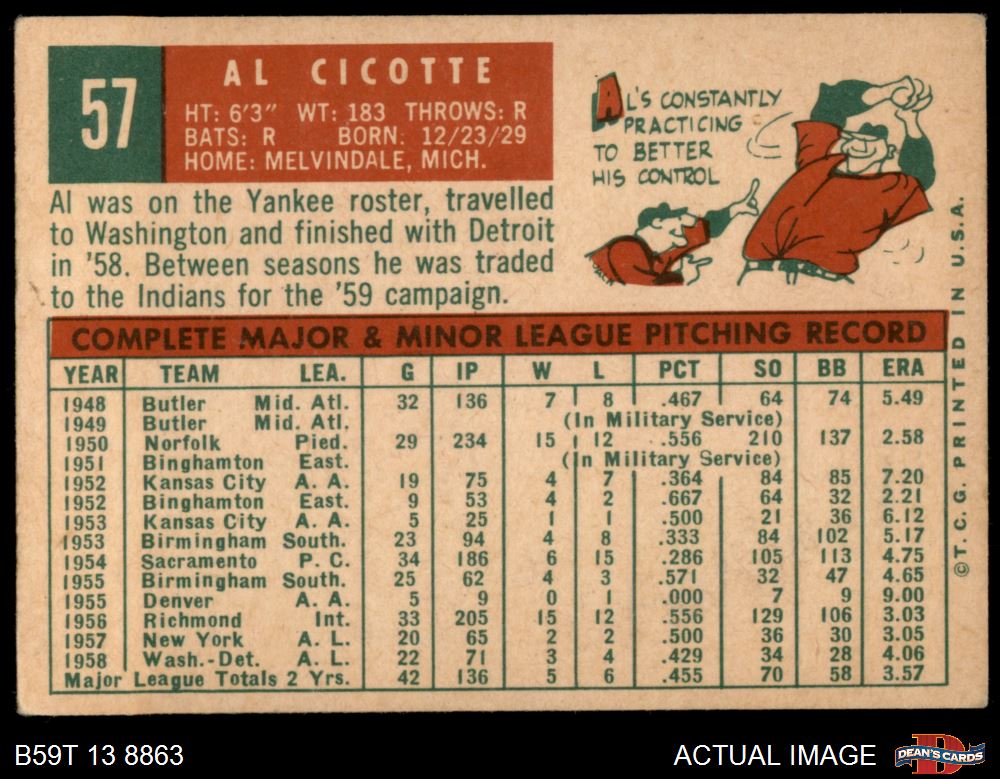 57
AL CICOTTE
HT: 6'3" WT: 183 THROWS: R
BATS: R BORN: 12/23/29
HOME: MELVINDALE, MICH.
Al was on the Yankee roster, travelled
to Washington and finished with Detroit
in '58. Between seasons he was traded
to the Indians for the '59 campaign.
AL'S CONSTANTLY
PRACTICING
TO BETTER
HIS CONTROL
COMPLETE MAJOR & MINOR LEAGUE PITCHING RECORD
YEAR TEAM LEA. G IP W L PCT SO BB ERA
1948 Butler Mid. Atl. 32 136 7 8 .467 64 74 5.49
1949 Butler Mid. Atl. (In Military Service)
1950 Norfolk Pied. 29 234 15 12 .556 210 137 2.58
1951 Binghamton East. (In Military Service)
1952 Kansas City A. A. 19 75 4 7 .364 84 85 7.20
1952 Binghamton East. 9 53 4 2 .667 64 32 2.21
1953 Kansas City A. A. 5 25 1 1 .500 21 36 6.12
1953 Birmingham South. 23 94 4 8 .333 84 102 5.17
1954 Sacramento P. C. 34 186 6 15 .286 105 113 4.75
1955 Birmingham South. 25 62 4 3 .571 32 47 4.65
1955 Denver A. A. 5 9 0 1 .000 7 9 9.00
1956 Richmond Int. 33 205 15 12 .556 129 106 3.03
1957 New York A. L. 20 65 2 2 .500 36 30 3.05
1958 Wash.-Det. A. L. 22 71 3 4 .429 34 28 4.06
Major League Totals 2 Yrs. 42 136 5 6 .455 70 58 3.57
© T. C. G. PRINTED IN U.S.A.
B59T 13 8863
ACTUAL IMAGE
DEAN'S CARDS